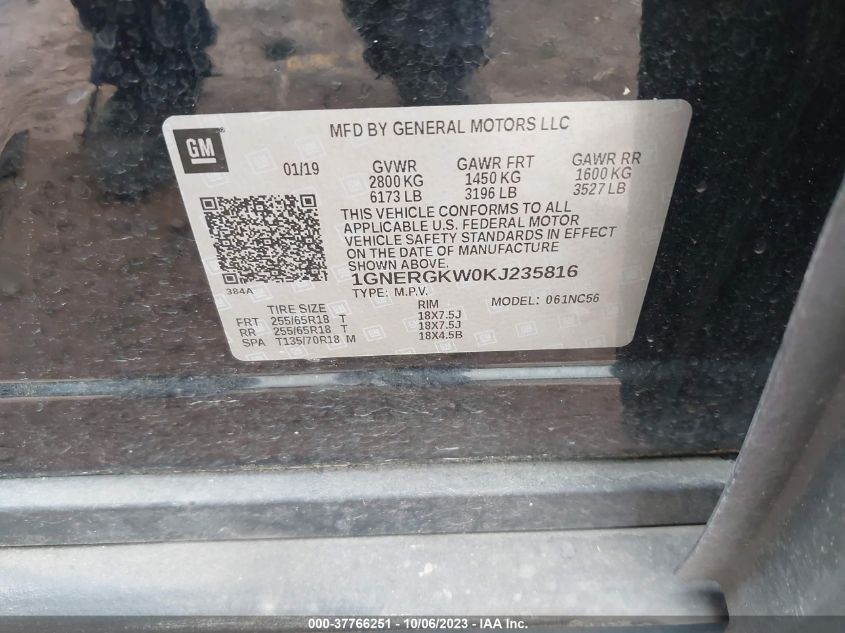 GM
MFD BY GENERAL MOTORS LLC
01/19 GVWR GAWR FRT GAWR RR
2800 KG 1450 KG 1600 KG
6173 LB 3196 LB 3527 LB
THIS VEHICLE CONFORMS TO ALL
APPLICABLE U.S. FEDERAL MOTOR
VEHICLE SAFETY STANDARDS IN EFFECT
ON THE DATE OF MANUFACTURE
SHOWN ABOVE.
384A
1GNERGKW0KJ235816
TYPE: M.P.V. MODEL: 061NC56
TIRE SIZE RIM
FRT 255/65R18 T 18X7.5J
RR 255/65R18 T 18X7.5J
SPA T135/70R18 M 18X4.5B
000-37766251 - 10/06/2023 - IAA Inc.